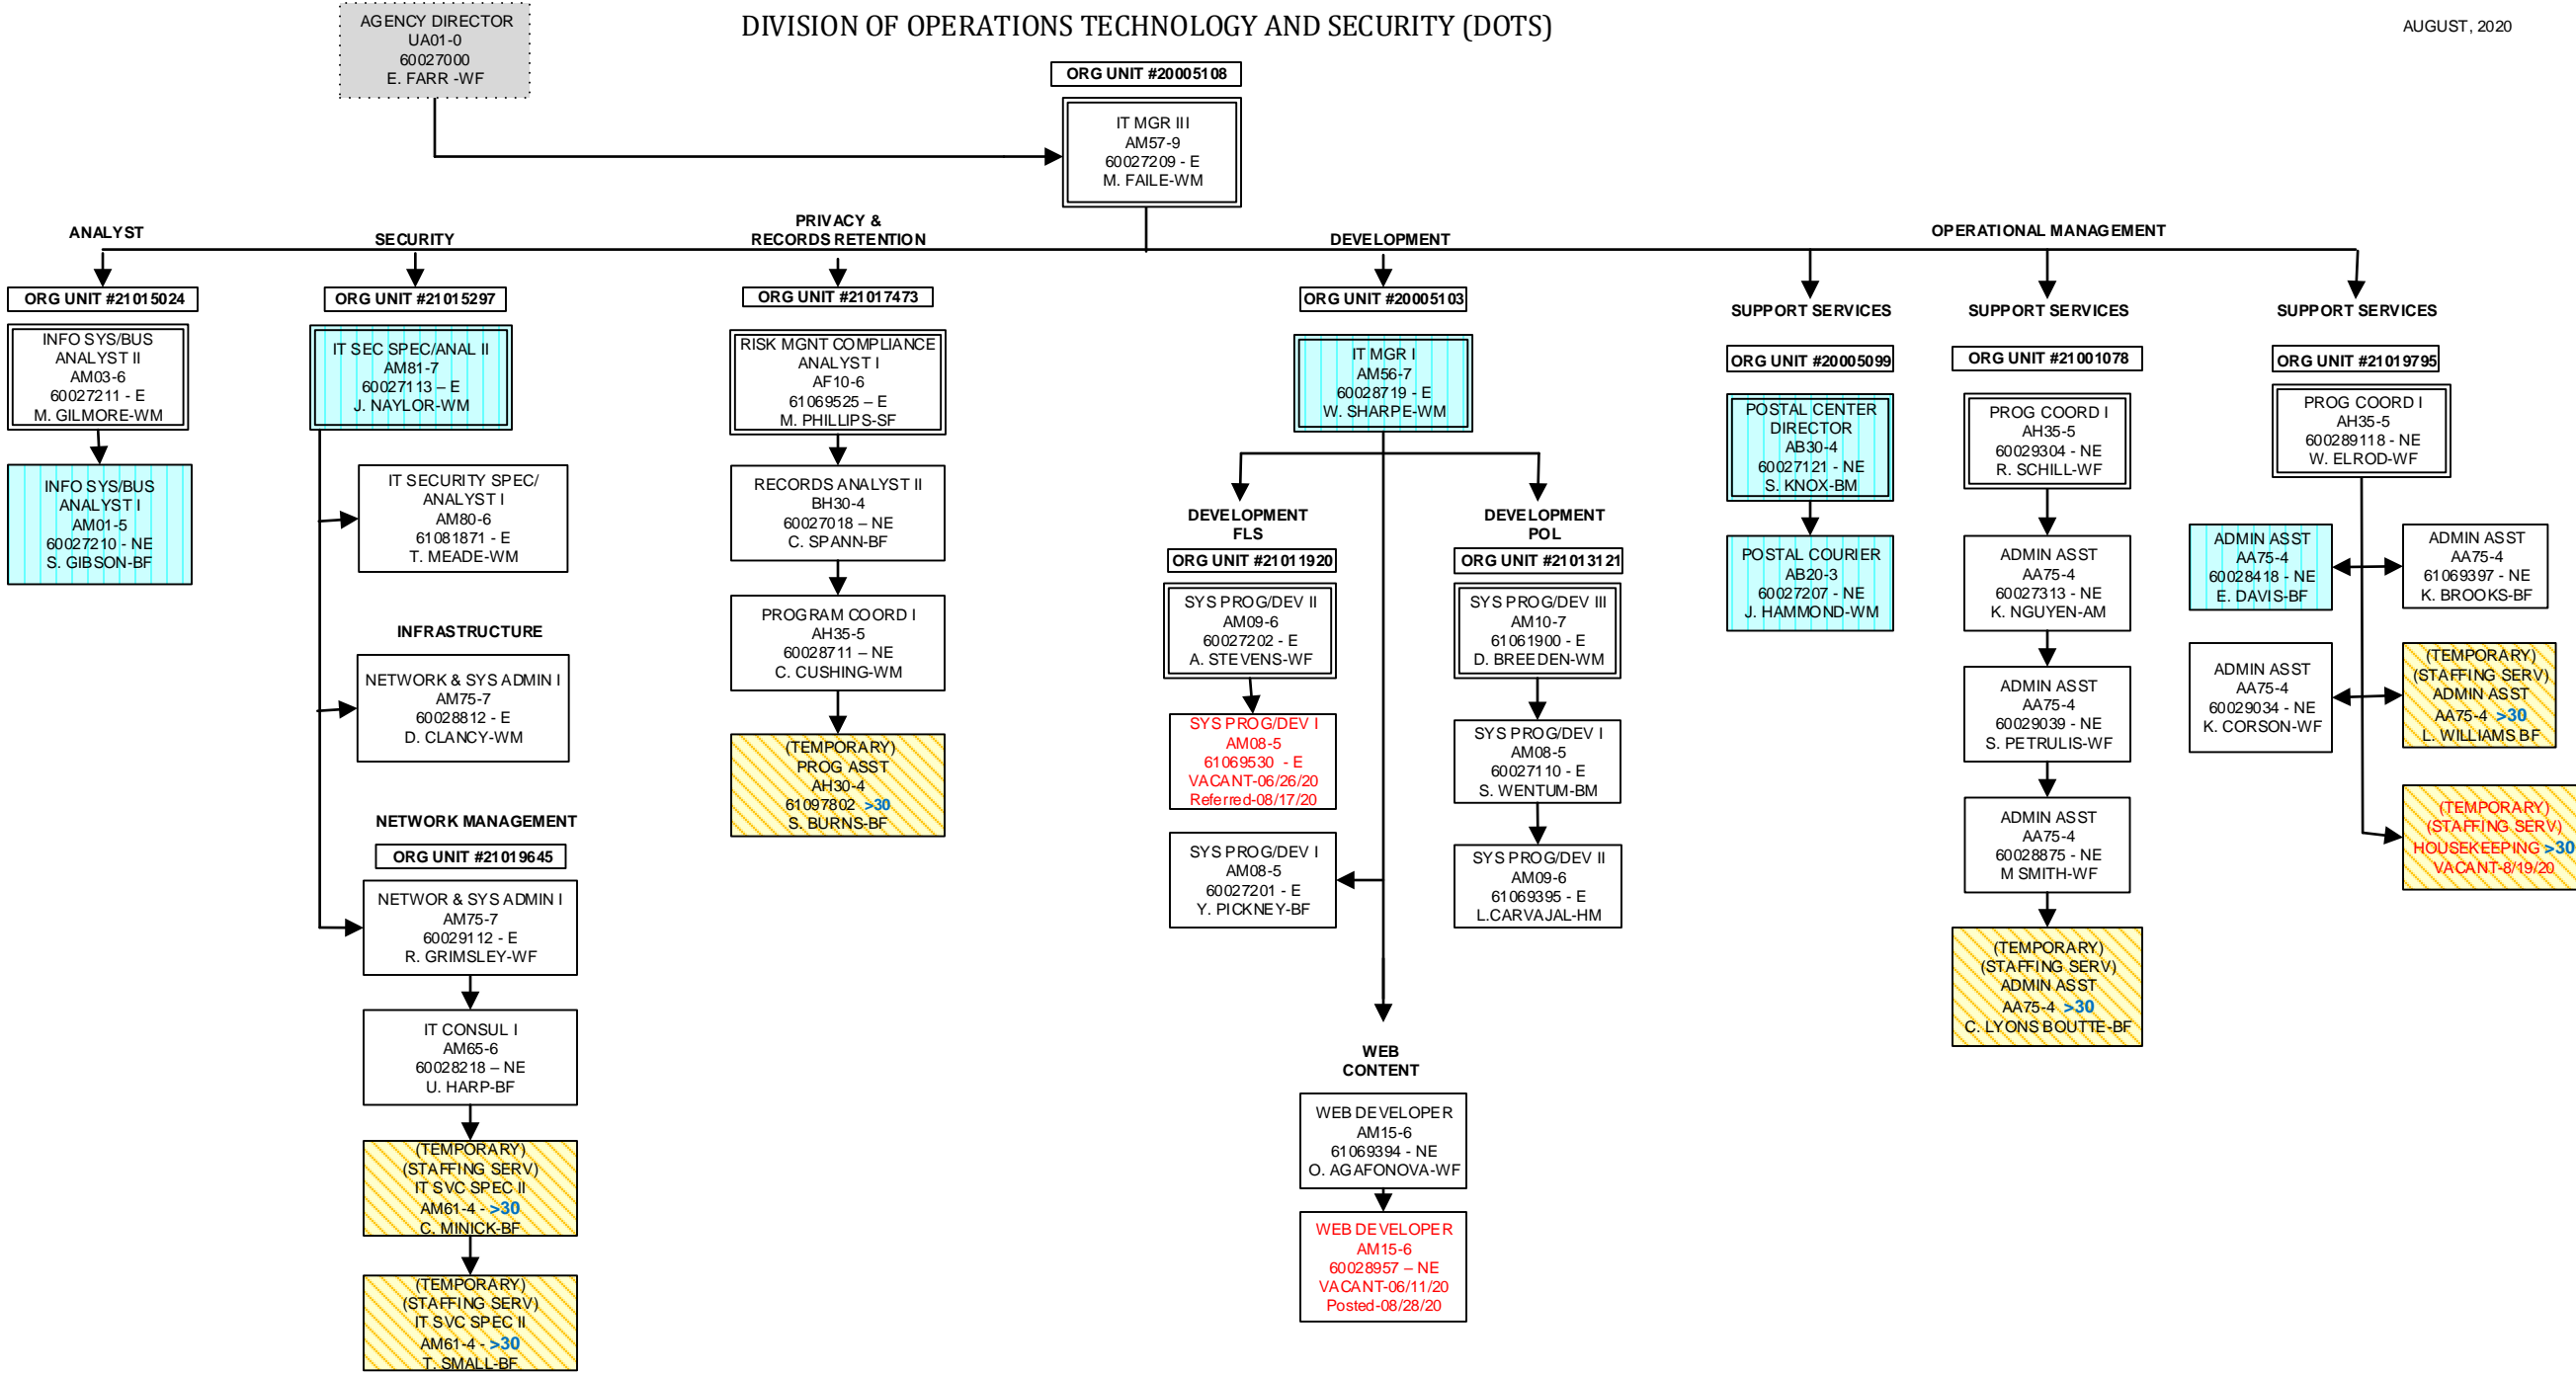 AGENCY DIRECTOR
UA01-0
60027000
E. FARR -WF
DIVISION OF OPERATIONS TECHNOLOGY AND SECURITY (DOTS)
AUGUST, 2020
ORG UNIT #20005108
IT MGR III
AM57-9
60027209 - E
M. FAILE-WM
ANALYST
ORG UNIT #21015024
INFO SYS/BUS
ANALYST II
AM03-6
60027211 - E
M. GILMORE-WM
INFO SYS/BUS
ANALYST I
AM01-5
60027210 - NE
S. GIBSON-BF
SECURITY
ORG UNIT #21015297
IT SEC SPEC/ANAL II
AM81-7
60027113 – E
J. NAYLOR-WM
IT SECURITY SPEC/
ANALYST I
AM80-6
61081871 - E
T. MEADE-WM
INFRASTRUCTURE
NETWORK & SYS ADMIN I
AM75-7
60028812 - E
D. CLANCY-WM
NETWORK MANAGEMENT
ORG UNIT #21019645
NETWOR & SYS ADMIN I
AM75-7
60029112 - E
R. GRIMSLEY-WF
IT CONSUL I
AM65-6
60028218 – NE
U. HARP-BF
(TEMPORARY)
(STAFFING SERV)
IT SVC SPEC II
AM61-4 - >30
C. MINICK-BF
(TEMPORARY)
(STAFFING SERV)
IT SVC SPEC II
AM61-4 - >30
T. SMALL-BF
PRIVACY &
RECORDS RETENTION
ORG UNIT #21017473
RISK MGNT COMPLIANCE
ANALYST I
AF10-6
61069525 – E
M. PHILLIPS-SF
RECORDS ANALYST II
BH30-4
60027018 – NE
C. SPANN-BF
PROGRAM COORD I
AH35-5
60028711 – NE
C. CUSHING-WM
(TEMPORARY)
PROG ASST
AH30-4
61097802 >30
S. BURNS-BF
DEVELOPMENT
ORG UNIT #20005103
IT MGR I
AM56-7
60028719 - E
W. SHARPE-WM
DEVELOPMENT
FLS
ORG UNIT #21011920
SYS PROG/DEV II
AM09-6
60027202 - E
A. STEVENS-WF
SYS PROG/DEV I
AM08-5
61069530 - E
VACANT-06/26/20
Referred-08/17/20
SYS PROG/DEV I
AM08-5
60027201 - E
Y. PICKNEY-BF
DEVELOPMENT
POL
ORG UNIT #21013121
SYS PROG/DEV III
AM10-7
61061900 - E
D. BREEDEN-WM
SYS PROG/DEV I
AM08-5
60027110 - E
S. WENTUM-BM
SYS PROG/DEV II
AM09-6
61069395 - E
L.CARVAJAL-HM
WEB
CONTENT
WEB DEVELOPER
AM15-6
61069394 - NE
O. AGAFONOVA-WF
WEB DEVELOPER
AM15-6
60028957 – NE
VACANT-06/11/20
Posted-08/28/20
OPERATIONAL MANAGEMENT
SUPPORT SERVICES
ORG UNIT #20005099
POSTAL CENTER
DIRECTOR
AB30-4
60027121 - NE
S. KNOX-BM
POSTAL COURIER
AB20-3
60027207 - NE
J. HAMMOND-WM
SUPPORT SERVICES
ORG UNIT #21001078
PROG COORD I
AH35-5
60029304 - NE
R. SCHILL-WF
ADMIN ASST
AA75-4
60027313 - NE
K. NGUYEN-AM
ADMIN ASST
AA75-4
60029039 - NE
S. PETRULIS-WF
ADMIN ASST
AA75-4
60028875 - NE
M SMITH-WF
(TEMPORARY)
(STAFFING SERV)
ADMIN ASST
AA75-4 >30
C. LYONS BOUTTE-BF
SUPPORT SERVICES
ORG UNIT #21019795
PROG COORD I
AH35-5
600289118 - NE
W. ELROD-WF
ADMIN ASST
AA75-4
60028418 - NE
E. DAVIS-BF
ADMIN ASST
AA75-4
61069397 - NE
K. BROOKS-BF
ADMIN ASST
AA75-4
60029034 - NE
K. CORSON-WF
(TEMPORARY)
(STAFFING SERV)
ADMIN ASST
AA75-4 >30
L. WILLIAMS BF
(TEMPORARY)
(STAFFING SERV)
HOUSEKEEPING >30
VACANT-8/19/20